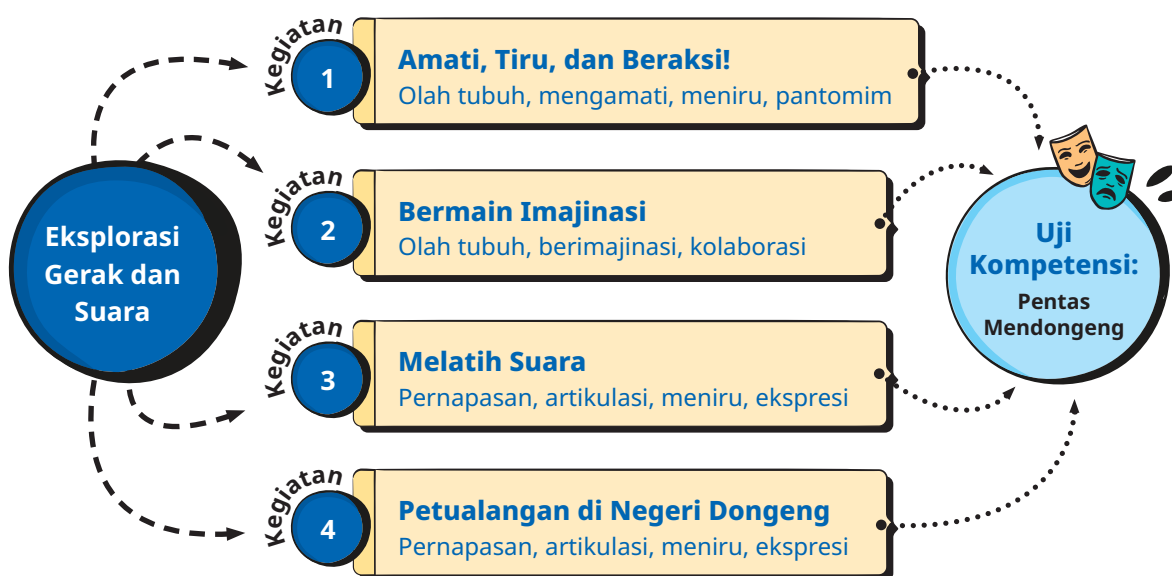 Eksplorasi
Gerak dan
Suara
Kegiatan
1
Amati, Tiru, dan Beraksi!
Olah tubuh, mengamati, meniru, pantomim
Kegiatan
2
Bermain Imajinasi
Olah tubuh, berimajinasi, kolaborasi
Kegiatan
3
Melatih Suara
Pernapasan, artikulasi, meniru, ekspresi
Kegiatan
4
Petualangan di Negeri Dongeng
Pernapasan, artikulasi, meniru, ekspresi
Uji
Kompetensi:
Pentas
Mendongeng